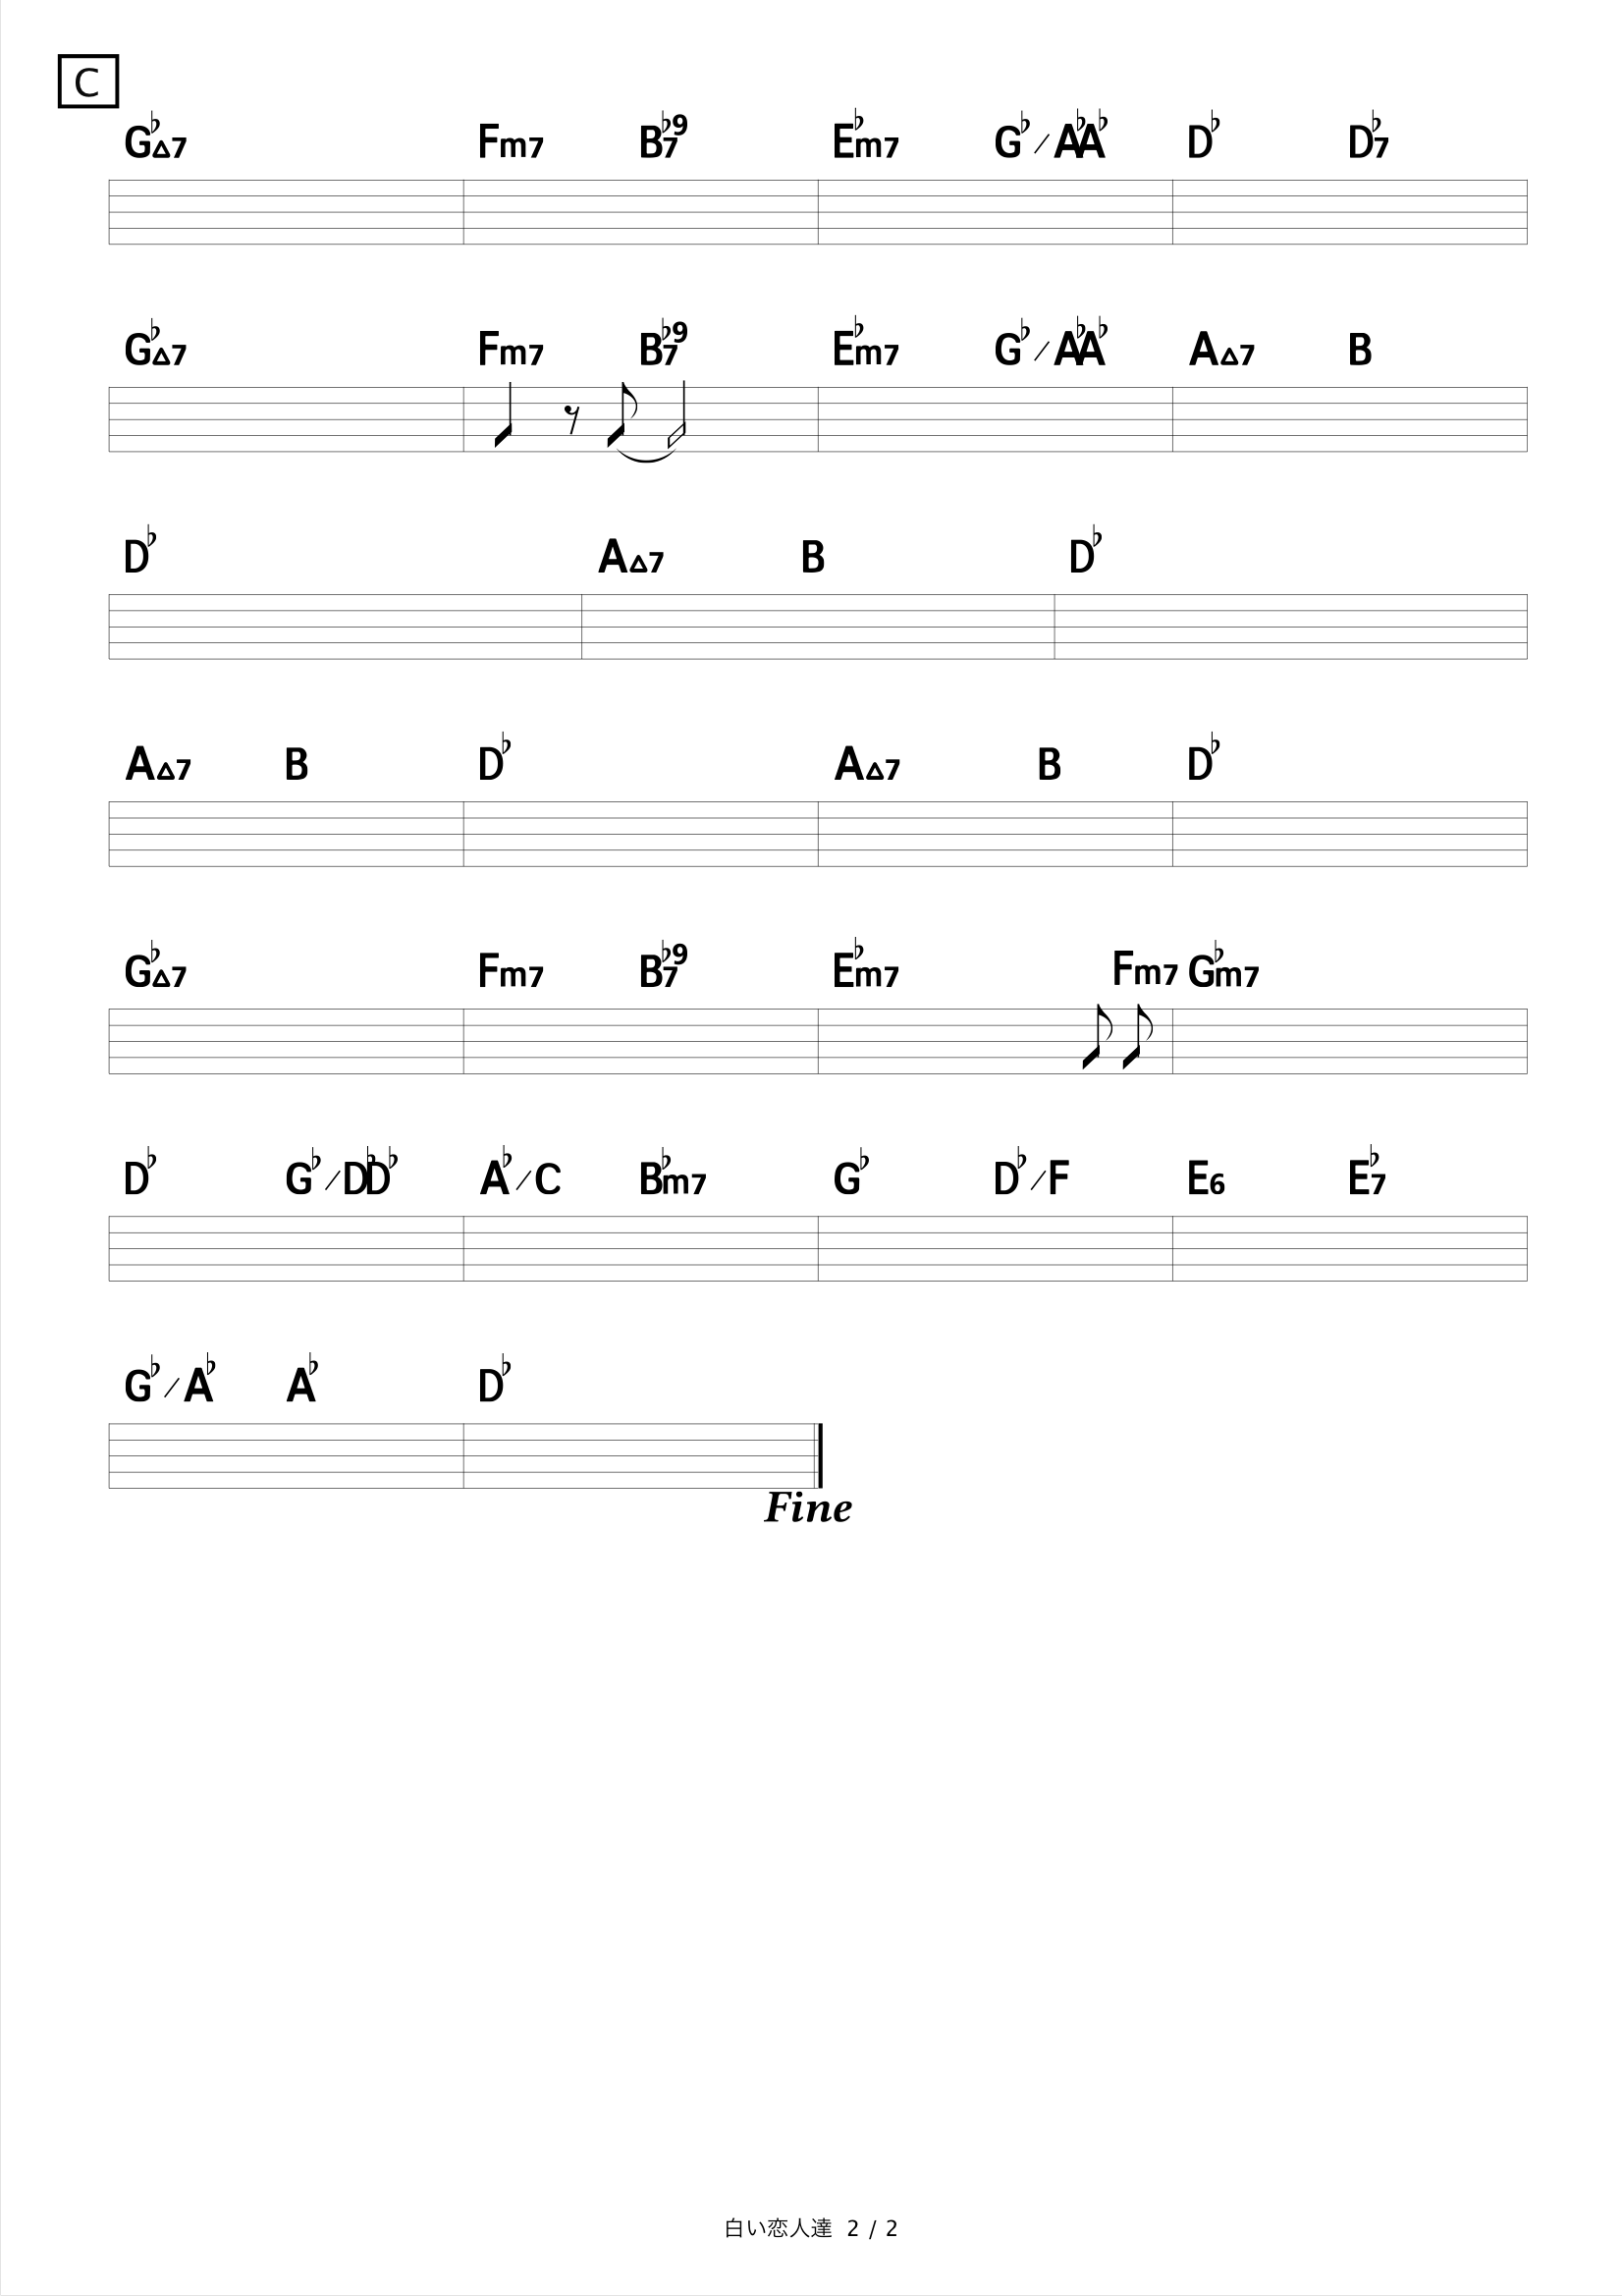 C
G♭△7 Fm7 B♭7♭9 E♭m7 G♭/A♭ A♭ D♭ D♭7
G♭△7 Fm7 B♭7♭9 E♭m7 G♭/A♭ A♭ A△7 B
D♭ A△7 B D♭
A△7 B D♭ A△7 B D♭
G♭△7 Fm7 B♭7♭9 E♭m7 Fm7 G♭m7
D♭ G♭/D♭ D♭ A♭/C B♭m7 G♭ D♭/F E6 E♭7
G♭/A♭ A♭ D♭
Fine
白い恋人達 2 / 2